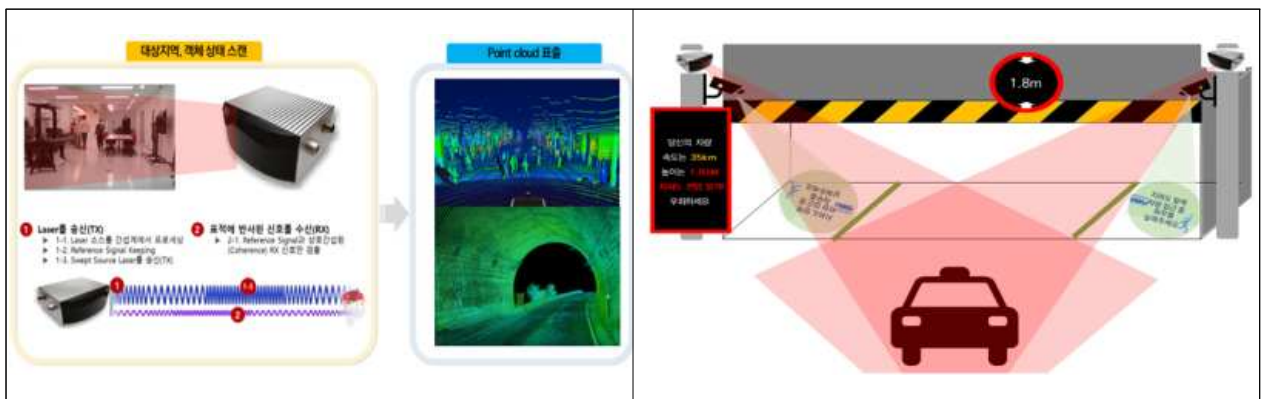 대상지역, 객체 상태 스캔
Point cloud 표출
1 Laser를 송신(TX)
▶ 1-1. Laser 소스를 간섭계에서 프로세싱
▶ 1-2. Reference Signal Keeping
▶ 1-3. Swept Source Laser를 송신(TX)
2 표적에 반사된 신호를 수신(RX)
▶ 2-1. Reference Signal과 상호간섭된
(Coherence) RX 신호만 검출
1
2
1.8m
당신의 차량
속도는 35km
높이는
우회하세요